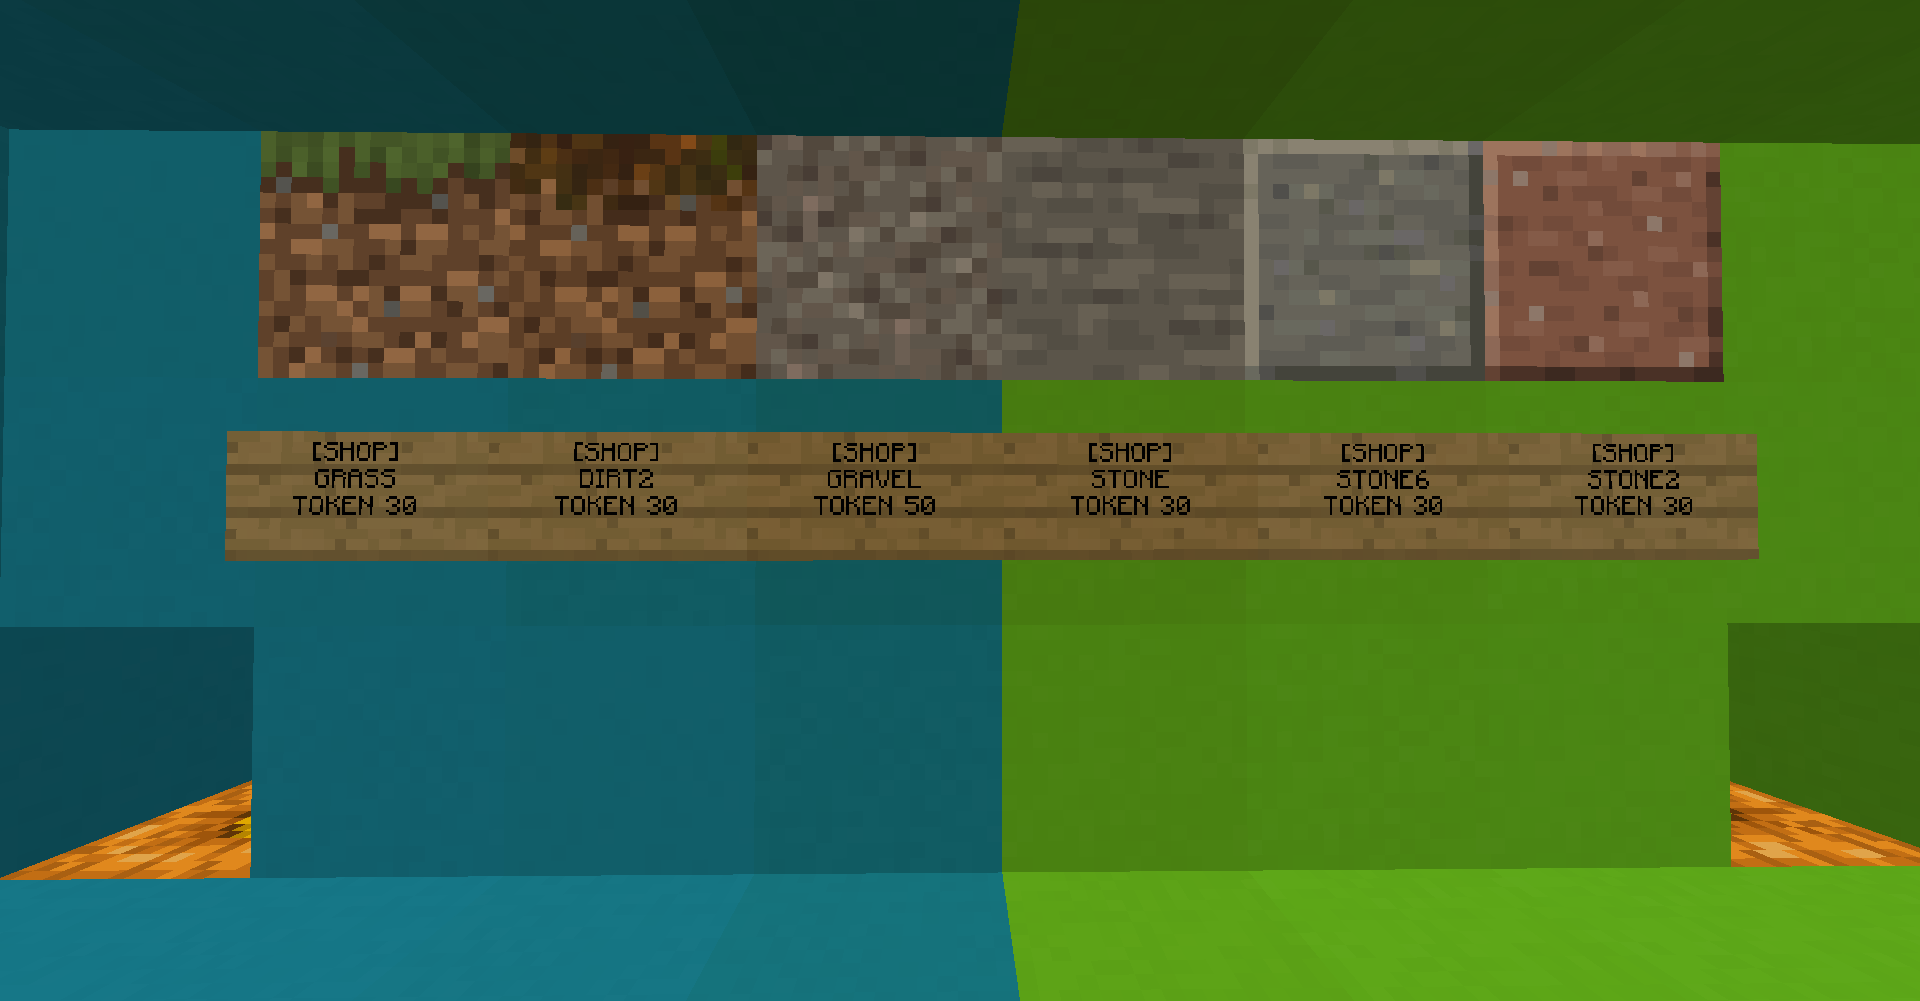 [SHOP]
GRASS
TOKEN 30
[SHOP]
DIRT2
TOKEN 30
[SHOP]
GRAVEL
TOKEN 50
[SHOP]
STONE
TOKEN 30
[SHOP]
STONE6
TOKEN 30
[SHOP]
STONE2
TOKEN 30